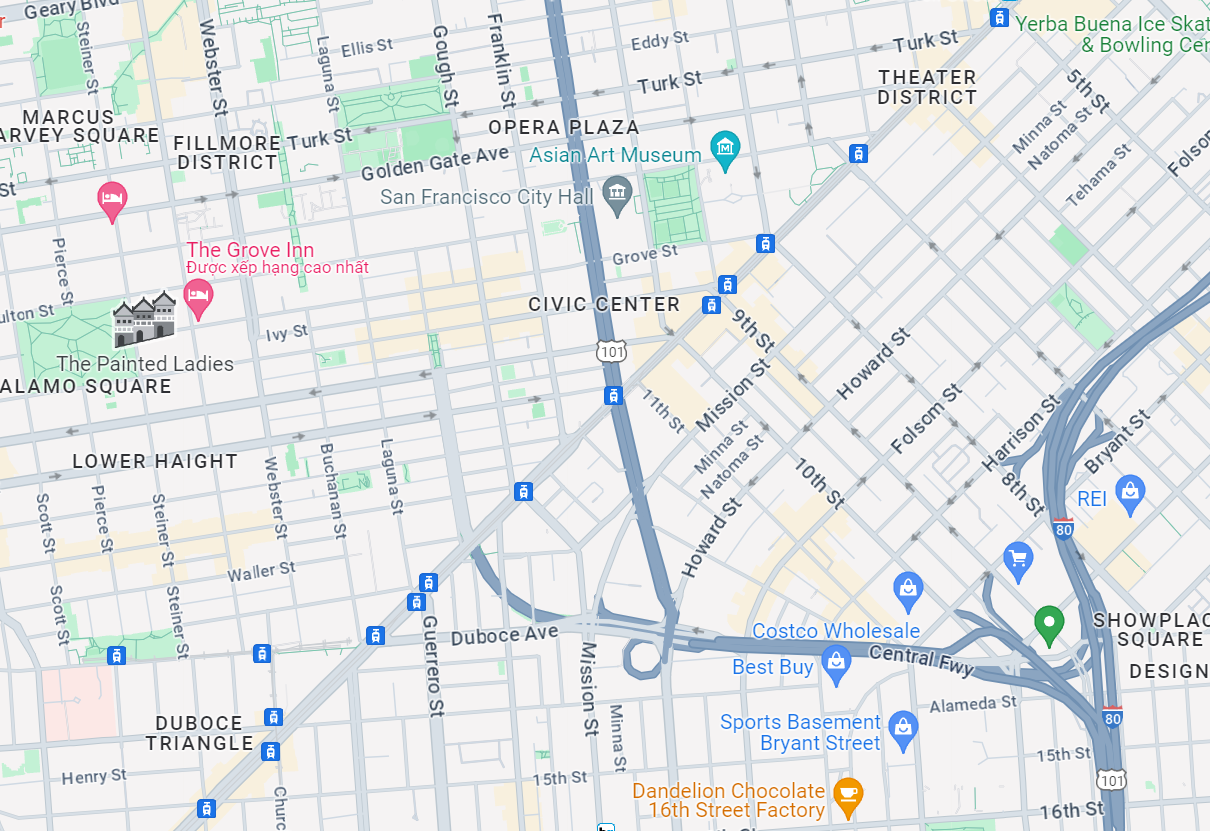 Geary Blvd
Steiner St
Webster St
Laguna St
Ellis St
Gough St
Franklin St
Eddy St
Turk St
Yerba Buena Ice Skat
& Bowling Cen
THEATER
DISTRICT
5th St
Turk St
Minna St
Natoma St
Tehama St
Folsom
MARCUS
ARVEY SQUARE
FILLMORE
DISTRICT
Turk St
OPERA PLAZA
Golden Gate Ave
Asian Art Museum
San Francisco City Hall
St
Pierce St
The Grove Inn
Được xếp hạng cao nhất
Grove St
CIVIC CENTER
ulton St
Ivy St
The Painted Ladies
ALAMO SQUARE
101
9th St
Howard St
11th St
Mission St
Folsom St
Harrison St
Bryant St
Minna St
Natoma St
10th St
8th St
REI
80
LOWER HAIGHT
Scott St
Pierce St
Steiner St
Webster St
Buchanan St
Laguna St
Howard St
Waller St
Scott St
Steiner St
Guerrero St
Duboce Ave
Mission St
Costco Wholesale
Best Buy
Central Fwy
SHOWPLAC
SQUARE
DESIGN
Alameda St
80
DUBOCE
TRIANGLE
Minna St
Sports Basement
Bryant Street
15th St
101
Henry St
Churc
15th St
Dandelion Chocolate
16th Street Factory
16th St